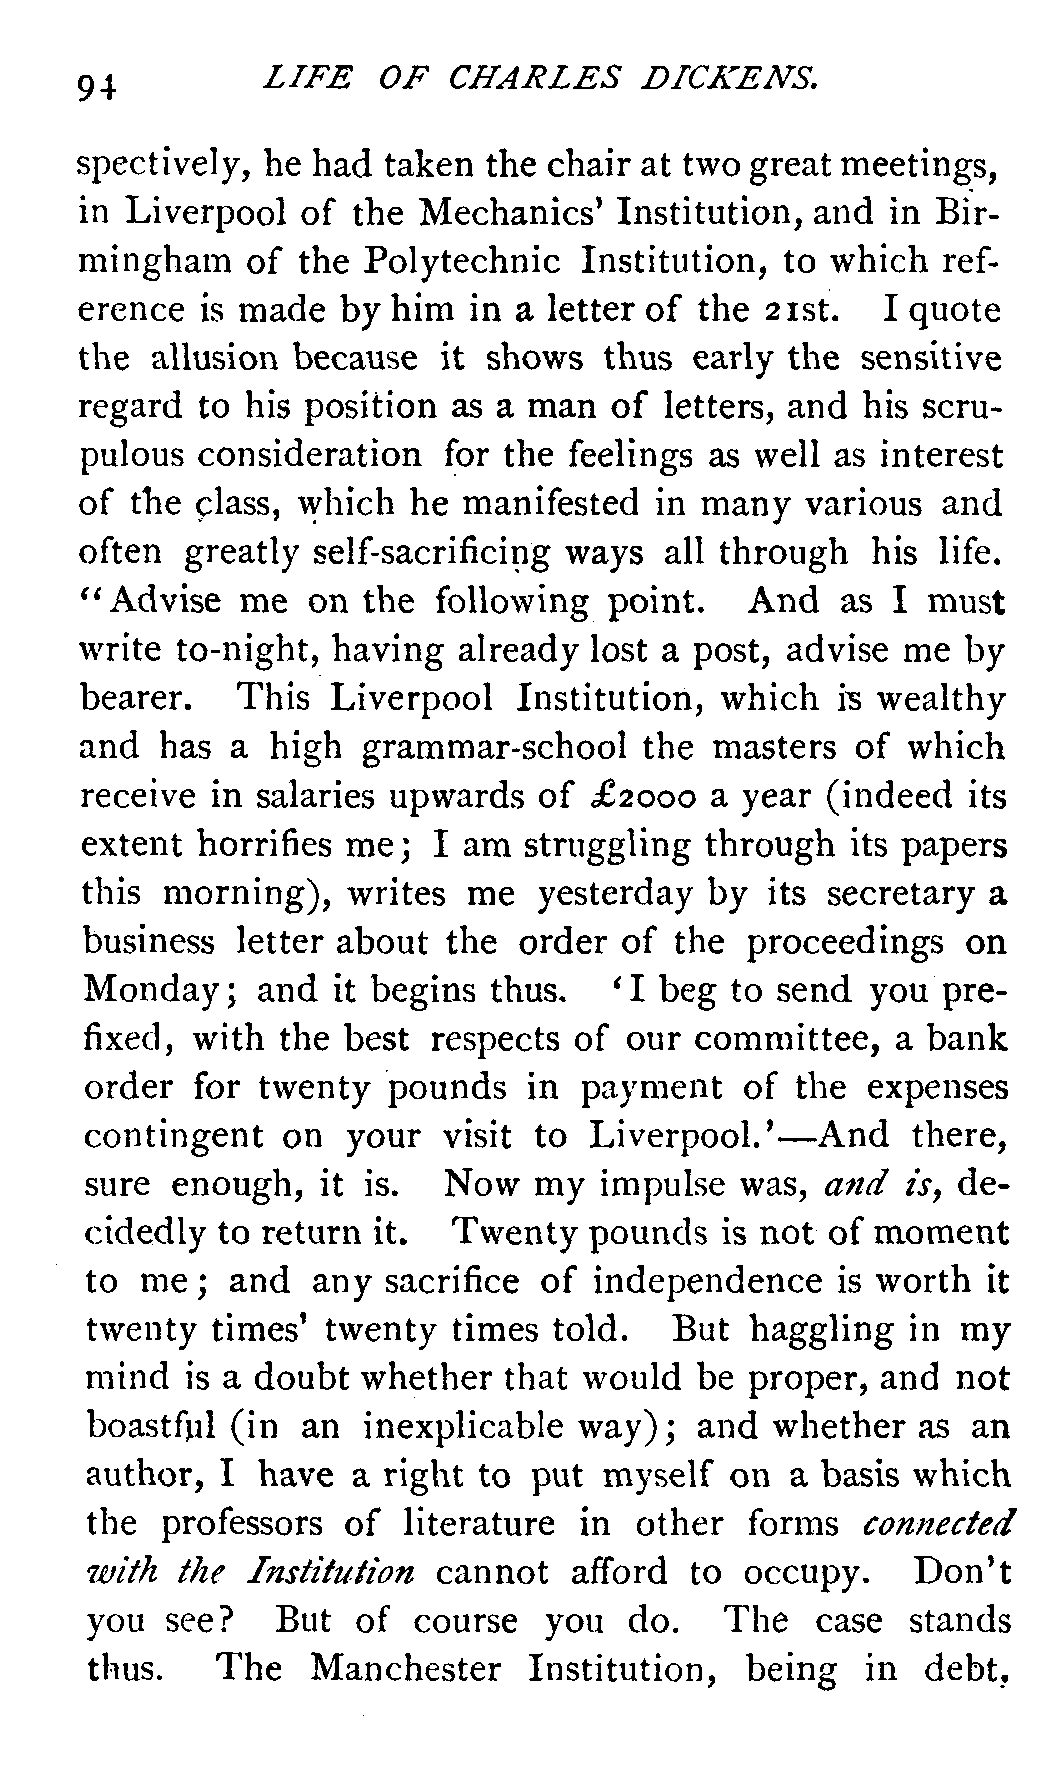 94 LIFE OF CHARLES DICKENS.
spectively, he had taken the chair at two great meetings,
in Liverpool of the Mechanics' Institution, and in Bir-
mingham of the Polytechnic Institution, to which ref-
erence is made by him in a letter of the 21st. I quote
the allusion because it shows thus early the sensitive
regard to his position as a man of letters, and his scru-
pulous consideration for the feelings as well as interest
of the class, which he manifested in many various and
often greatly self-sacrificing ways all through his life.
“Advise me on the following point. And as I must
write to-night, having already lost a post, advise me by
bearer. This Liverpool Institution, which is wealthy
and has a high grammar-school the masters of which
receive in salaries upwards of £2000 a year (indeed its
extent horrifies me; I am struggling through its papers
this morning), writes me yesterday by its secretary a
business letter about the order of the proceedings on
Monday; and it begins thus. ‘I beg to send you pre-
fixed, with the best respects of our committee, a bank
order for twenty pounds in payment of the expenses
contingent on your visit to Liverpool.’—And there,
sure enough, it is. Now my impulse was, and is, de-
cidedly to return it. Twenty pounds is not of moment
to me; and any sacrifice of independence is worth it
twenty times' twenty times told. But haggling in my
mind is a doubt whether that would be proper, and not
boastful (in an inexplicable way); and whether as an
author, I have a right to put myself on a basis which
the professors of literature in other forms connected
with the Institution cannot afford to occupy. Don't
you see? But of course you do. The case stands
thus. The Manchester Institution, being in debt,